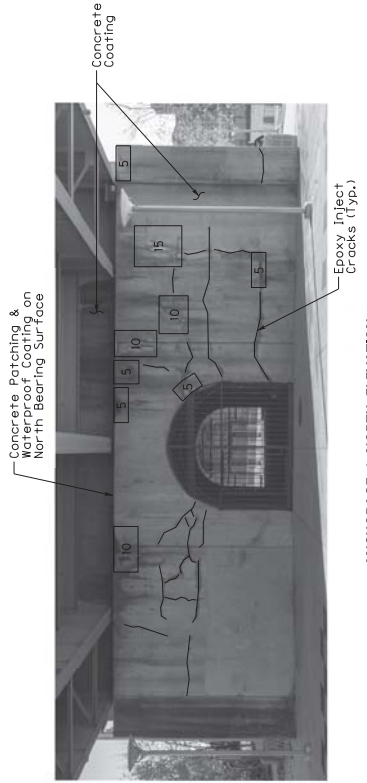 Concrete Patching &
Waterproof Coating on
North Bearing Surface
Concrete
Coating
5
15
10
10
5
5
5
5
10
Epoxy Inject
Cracks (Typ.)